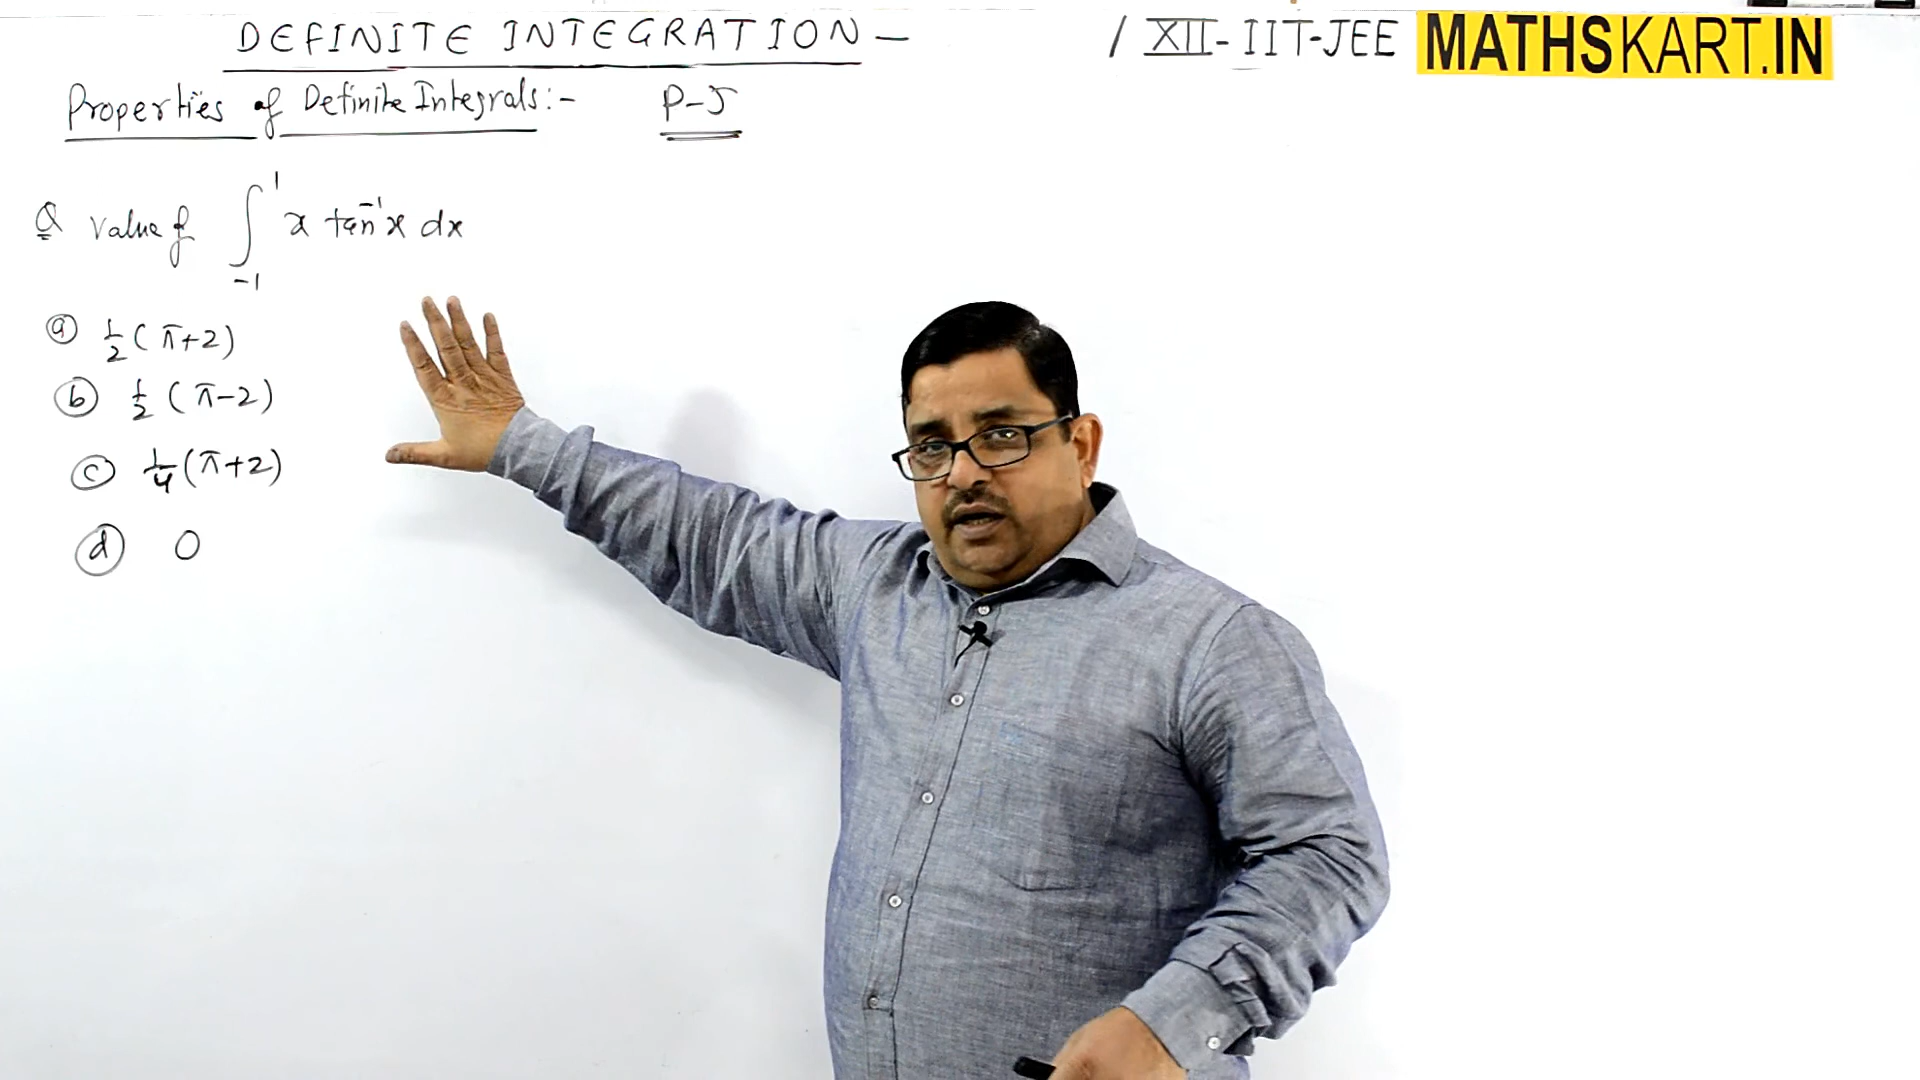 DEFINITE INTEGRATION — / XII-IIT-JEE MATHSKART.IN
Properties of Definite Integrals:- P-5
Q Value of ∫₋₁¹ x tan⁻¹x dx
(a) 1/2 (π+2)
(b) 1/2 (π-2)
(c) 1/4 (π+2)
(d) 0